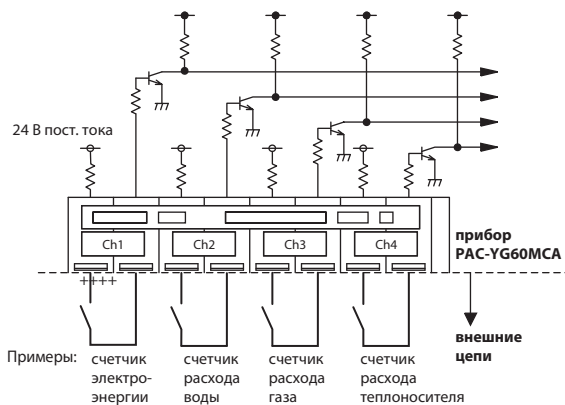 24 В пост. тока
Ch1 Ch2 Ch3 Ch4
прибор
PAC-YG60MCA
++++
внешние
цепи
Примеры:
счетчик
электро-
энергии
счетчик
расхода
воды
счетчик
расхода
газа
счетчик
расхода
теплоносителя